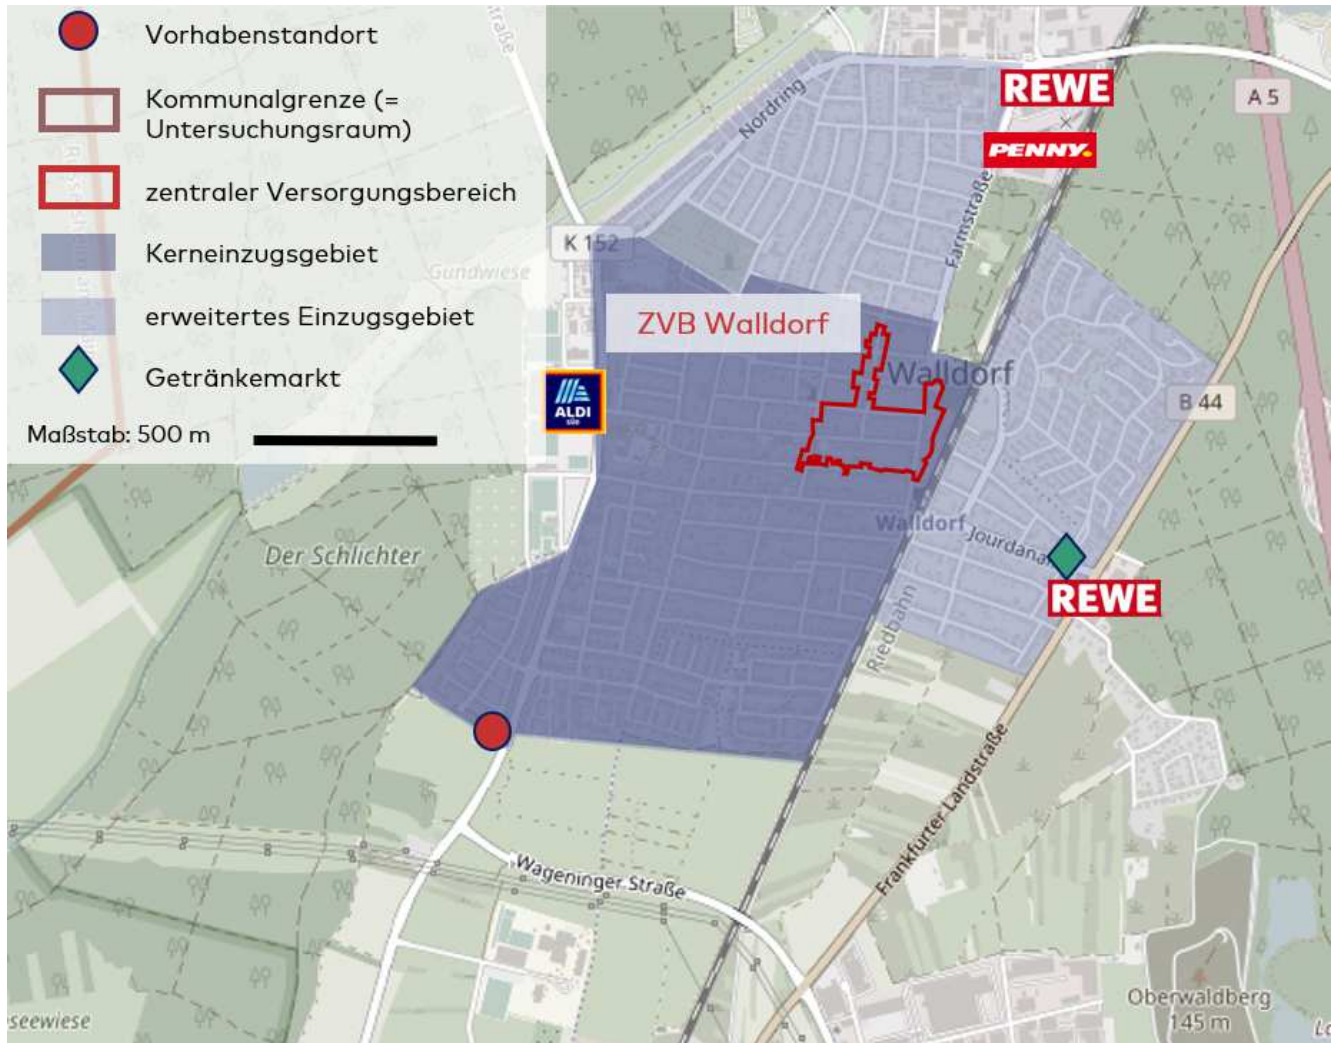 Vorhabenstandort
Kommunalgrenze (=
Untersuchungsraum)
zentraler Versorgungsbereich
Kerneinzugsgebiet
erweitertes Einzugsgebiet
Getränkemarkt
Maßstab: 500 m
REWE
PENNY.
A 5
Nordring
Farmstraße
K 152
Gundwiese
ZVB Walldorf
Walldorf
B 44
ALDI
SÜD
Walldorf
Der Schlichter
REWE
Riedbahn
Frankfurter Landstraße
Wageninger Straße
Oberwaldberg
145 m
seewiese